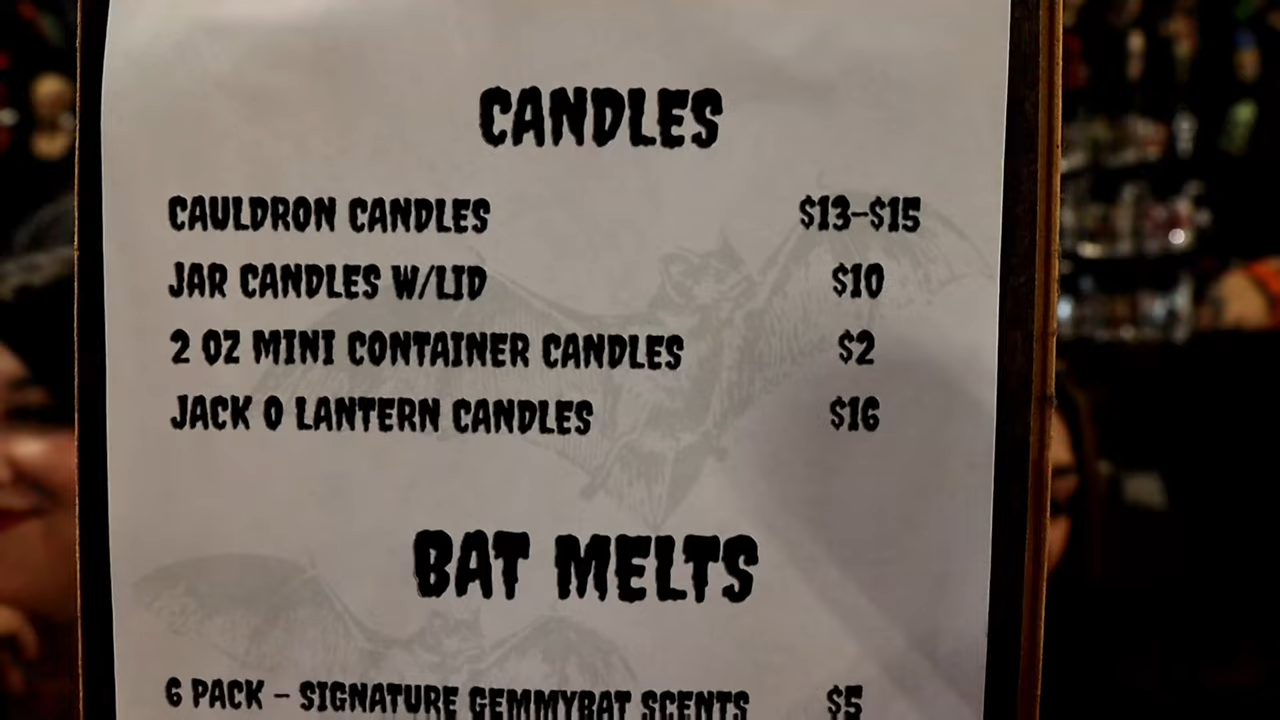 CANDLES
CAULDRON CANDLES $13-$15
JAR CANDLES W/LID $10
2 OZ MINI CONTAINER CANDLES $2
JACK O LANTERN CANDLES $16
BAT MELTS
6 PACK - SIGNATURE GEMMYBAT SCENTS $5